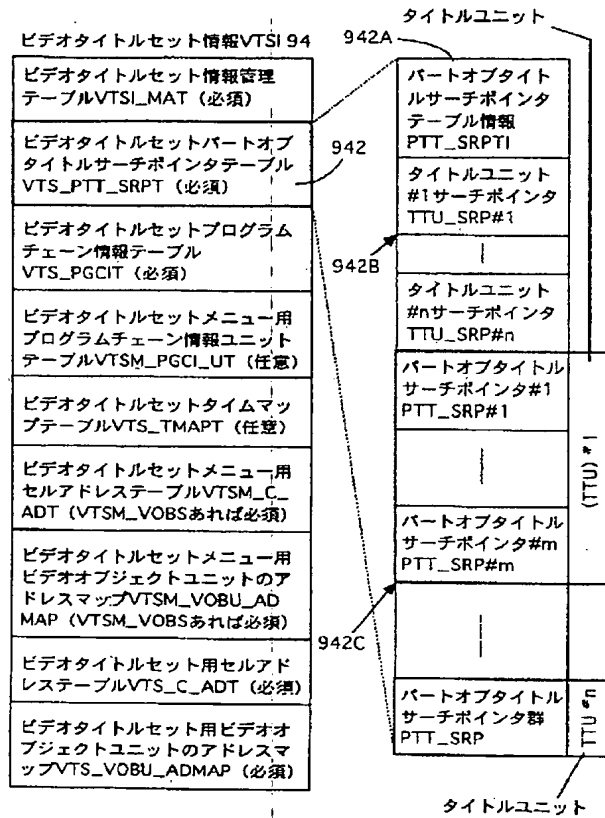 ビデオタイトルセット情報VTSI 94
ビデオタイトルセット情報管理
テーブルVTSI_MAT（必須）
ビデオタイトルセットパートオブ
タイトルサーチポインタテーブル
VTS_PTT_SRPT（必須）
ビデオタイトルセットプログラム
チェーン情報テーブル
VTS_PGCIT（必須）
ビデオタイトルセットメニュー用
プログラムチェーン情報ユニット
テーブルVTSM_PGCI_UT（任意）
ビデオタイトルセットタイムマッ
プテーブルVTS_TMAPT（任意）
ビデオタイトルセットメニュー用
セルアドレステーブルVTSM_C_
ADT（VTSM_VOBSあれば必須）
ビデオタイトルセットメニュー用
ビデオオブジェクトユニットのア
ドレスマップVTSM_VOBU_AD
MAP（VTSM_VOBSあれば必須）
ビデオタイトルセット用セルアド
レステーブルVTS_C_ADT（必須）
ビデオタイトルセット用ビデオオ
ブジェクトユニットのアドレスマ
ップVTS_VOBU_ADMAP（必須）
942
タイトルユニット
942A
パートオブタイト
ルサーチポインタ
テーブル情報
PTT_SRPTI
タイトルユニット
#1サーチポインタ
TTU_SRP#1
942B
タイトルユニット
#nサーチポインタ
TTU_SRP#n
パートオブタイトル
サーチポインタ#1
PTT_SRP#1
(TTU) #1
パートオブタイトル
サーチポインタ#m
PTT_SRP#m
942C
パートオブタイトル
サーチポインタ群
PTT_SRP
TTU #n
タイトルユニット